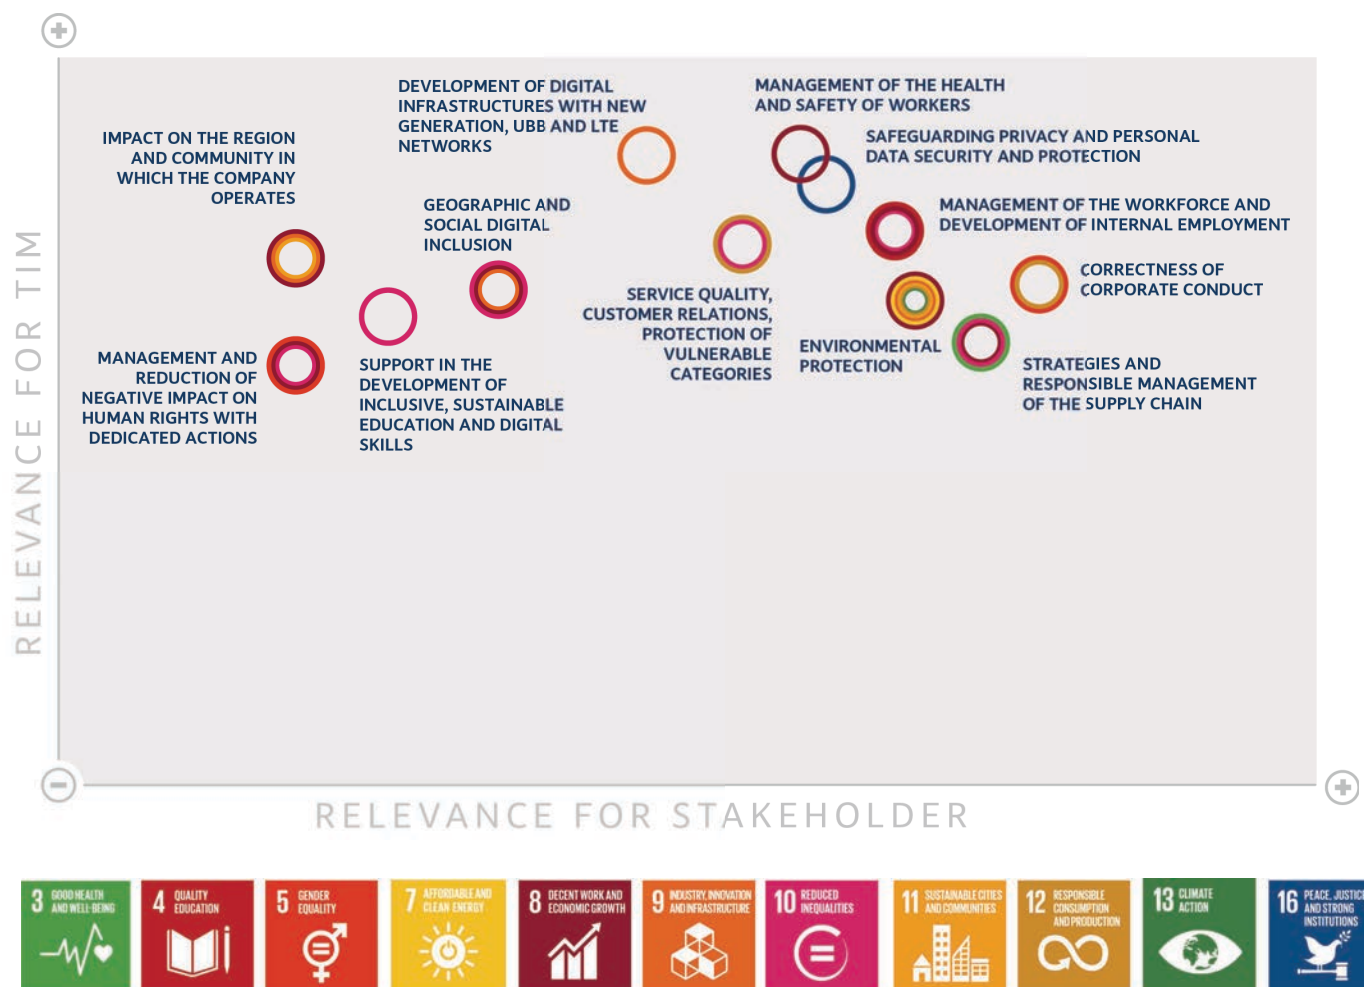 DEVELOPMENT OF DIGITAL
INFRASTRUCTURES WITH NEW
GENERATION, UBB AND LTE
NETWORKS
MANAGEMENT OF THE HEALTH
AND SAFETY OF WORKERS
IMPACT ON THE REGION
AND COMMUNITY IN
WHICH THE COMPANY
OPERATES
SAFEGUARDING PRIVACY AND PERSONAL
DATA SECURITY AND PROTECTION
GEOGRAPHIC AND
SOCIAL DIGITAL
INCLUSION
MANAGEMENT OF THE WORKFORCE AND
DEVELOPMENT OF INTERNAL EMPLOYMENT
CORRECTNESS OF
CORPORATE CONDUCT
SERVICE QUALITY,
CUSTOMER RELATIONS,
PROTECTION OF
VULNERABLE
CATEGORIES
ENVIRONMENTAL
PROTECTION
MANAGEMENT AND
REDUCTION OF
NEGATIVE IMPACT ON
HUMAN RIGHTS WITH
DEDICATED ACTIONS
SUPPORT IN THE
DEVELOPMENT OF
INCLUSIVE, SUSTAINABLE
EDUCATION AND DIGITAL
SKILLS
STRATEGIES AND
RESPONSIBLE MANAGEMENT
OF THE SUPPLY CHAIN
RELEVANCE FOR TIM
RELEVANCE FOR STAKEHOLDER
3 GOOD HEALTH
AND WELL-BEING
4 QUALITY
EDUCATION
5 GENDER
EQUALITY
7 AFFORDABLE AND
CLEAN ENERGY
8 DECENT WORK AND
ECONOMIC GROWTH
9 INDUSTRY, INNOVATION
AND INFRASTRUCTURE
10 REDUCED
INEQUALITIES
11 SUSTAINABLE CITIES
AND COMMUNITIES
12 RESPONSIBLE
CONSUMPTION
AND PRODUCTION
13 CLIMATE
ACTION
16 PEACE, JUSTICE
AND STRONG
INSTITUTIONS